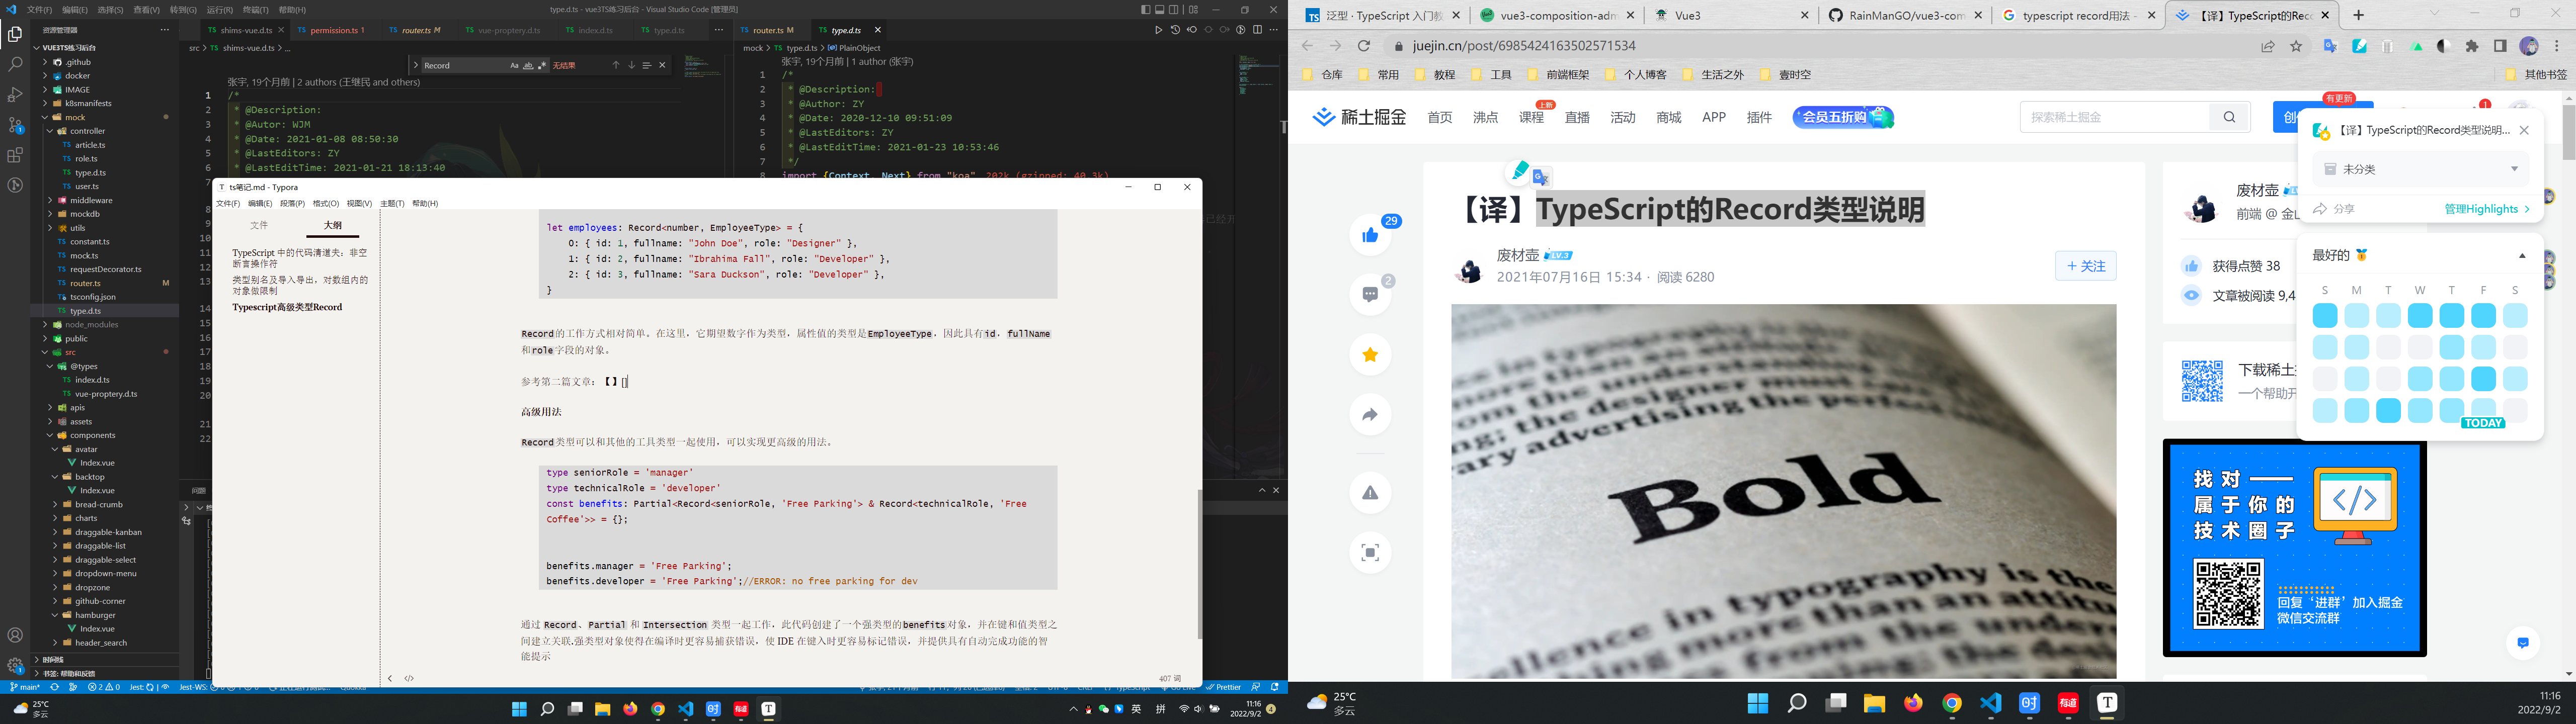 文件(F) 编辑(E) 选择(S) 查看(V) 转到(G) 运行(R) 终端(T) 帮助(H)
type.d.ts - vue3TS练习后台 - Visual Studio Code [管理员]
资源管理器
VUE3TS练习后台
.github
docker
IMAGE
k8smanifests
mock
controller
article.ts
role.ts
type.d.ts
user.ts
middleware
mockdb
utils
constant.ts
mock.ts
requestDecorator.ts
router.ts M
tsconfig.json
type.d.ts
node_modules
public
src
@types
index.d.ts
vue-proptery.d.ts
apis
assets
components
avatar
Index.vue
backtop
Index.vue
bread-crumb
charts
draggable-kanban
draggable-list
draggable-select
dropdown-menu
dropzone
github-corner
hamburger
Index.vue
header_search
时间线
书签: 帮助和反馈
shims-vue.d.ts
permission.ts 1
router.ts M
vue-proptery.d.ts
index.d.ts
type.d.ts
src > shims-vue.d.ts > ...
Record
Aa
无结果
张宇, 19个月前 | 2 authors (王继民 and others)
1 /*
2 * @Description:
3 * @Autor: WJM
4 * @Date: 2021-01-08 08:50:30
5 * @LastEditors: ZY
6 * @LastEditTime: 2021-01-21 18:13:40
router.ts M
type.d.ts
mock > type.d.ts > PlainObject
张宇, 19个月前 | 1 author (张宇)
1 /*
2 * @Description:
3 * @Author: ZY
4 * @Date: 2020-12-10 09:51:09
5 * @LastEditors: ZY
6 * @LastEditTime: 2021-01-23 10:53:46
7 */
8 import {Context, Next} from "koa" 202k (gzipped: 40.3k)
ts笔记.md - Typora
文件(F) 编辑(E) 段落(P) 格式(O) 视图(V) 主题(T) 帮助(H)
文件 大纲
TypeScript 中的代码清道夫：非空
断言操作符
类型别名及导入导出，对数组内的
对象做限制
Typescript高级类型Record
let employees: Record<number, EmployeeType> = {
0: { id: 1, fullname: "John Doe", role: "Designer" },
1: { id: 2, fullname: "Ibrahima Fall", role: "Developer" },
2: { id: 3, fullname: "Sara Duckson", role: "Developer" },
}
Record的工作方式相对简单。在这里，它期望数字作为类型，属性值的类型是EmployeeType，因此具有id，fullName
和role字段的对象。
参考第二篇文章：【】[]
高级用法
Record类型可以和其他的工具类型一起使用，可以实现更高级的用法。
type seniorRole = 'manager'
type technicalRole = 'developer'
const benefits: Partial<Record<seniorRole, 'Free Parking'> & Record<technicalRole, 'Free
Coffee'>> = {};
benefits.manager = 'Free Parking';
benefits.developer = 'Free Parking';//ERROR: no free parking for dev
通过 Record、Partial 和 Intersection 类型一起工作，此代码创建了一个强类型的benefits对象，并在键和值类型之
间建立关联.强类型对象使得在编译时更容易捕获错误，使 IDE 在键入时更容易标记错误，并提供具有自动完成功能的智
能提示
407 词
问题
main*
2 0
Jest:
Jest-WS:
Prettier
25°C
多云
英 拼
11:16
2022/9/2
4
泛型 · TypeScript 入门教
vue3-composition-adm
Vue3
RainManGO/vue3-com
typescript record用法 -
【译】TypeScript的Reco
juejin.cn/post/6985424163502571534
仓库 常用 教程 工具 前端框架 个人博客 生活之外 壹时空 其他书签
稀土掘金
首页 沸点 课程 直播 活动 商城 APP 插件
上新
会员五折购
探索稀土掘金
有更新
1
【译】TypeScript的Record类型说明
29
2
废柴壶 LV.3
2021年07月16日 15:34 · 阅读 6280
+ 关注
Bold
废柴壶
前端 @
获得点赞 38
文章被阅读 9,4
下载稀土
一个帮助开
【译】TypeScript的Record类型说明...
未分类
分享
管理Highlights
最好的
S M T W T F S
TODAY
找 对
属 于 你 的
技 术 圈 子
回复‘进群’加入掘金
微信交流群
25°C
多云
11:16
2022/9/2